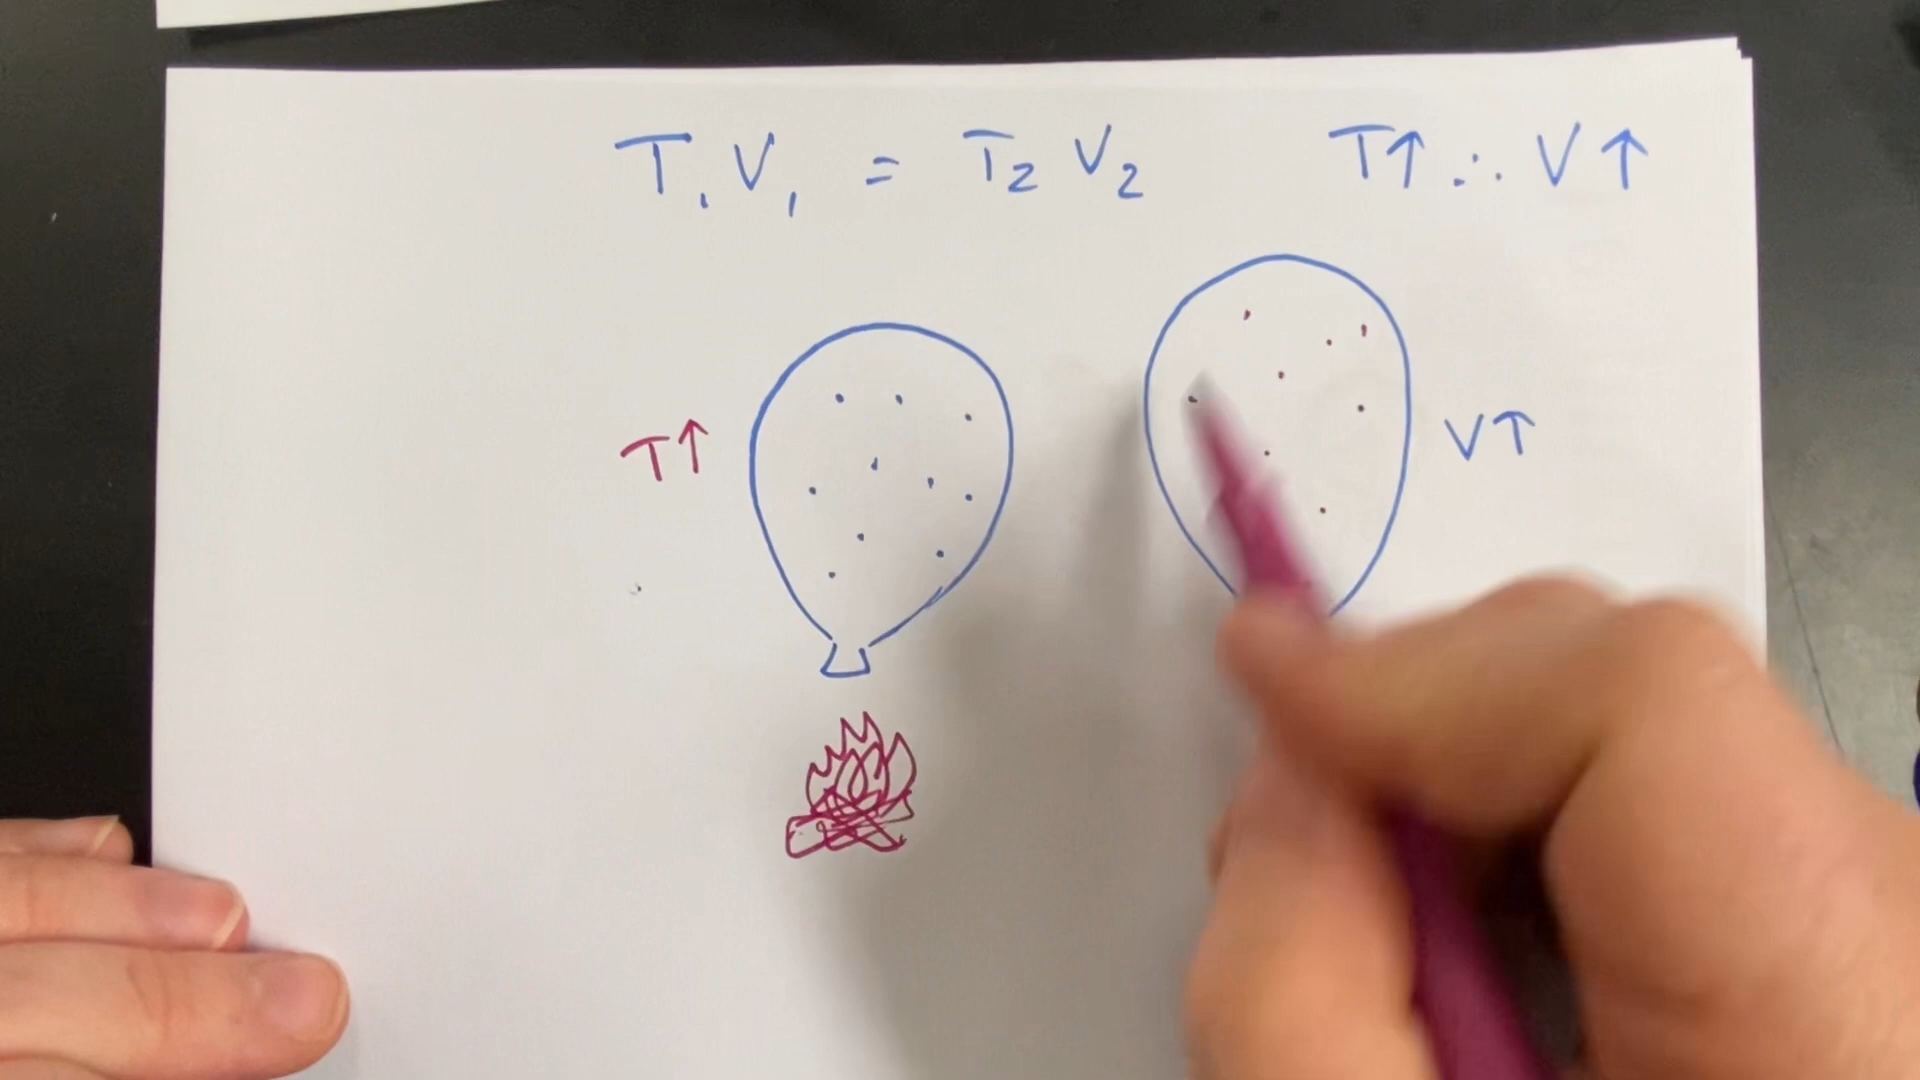 T₁V₁ = T₂V₂ T↑ ∴ V↑
T↑
V↑